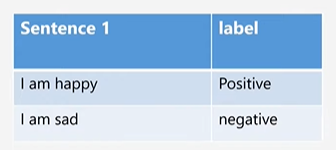 Sentence 1 label
I am happy Positive
I am sad negative